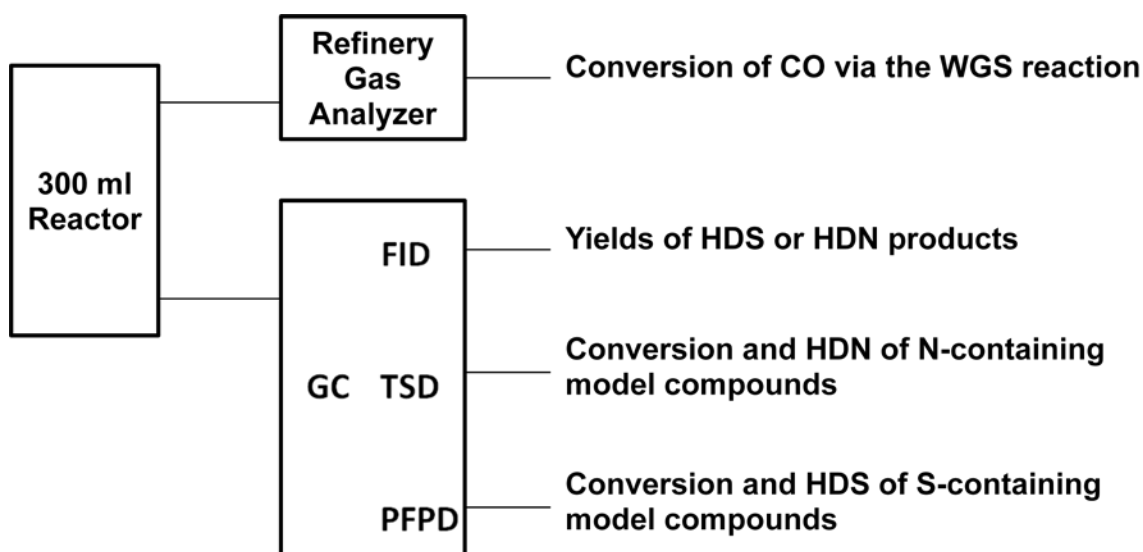 300 ml
Reactor
Refinery
Gas
Analyzer
Conversion of CO via the WGS reaction
GC
FID
TSD
PFPD
Yields of HDS or HDN products
Conversion and HDN of N-containing
model compounds
Conversion and HDS of S-containing
model compounds